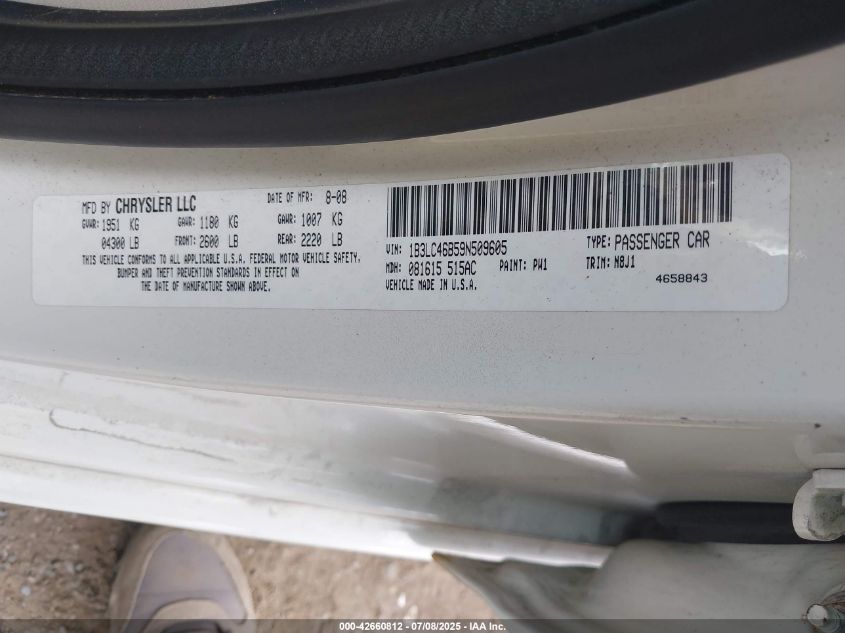 MFD BY CHRYSLER LLC DATE OF MFR: 8-08
GVWR: 1951 KG GAWR: 1180 KG GAWR: 1007 KG
04300 LB FRONT: 2600 LB REAR: 2220 LB
THIS VEHICLE CONFORMS TO ALL APPLICABLE U.S.A. FEDERAL MOTOR VEHICLE SAFETY,
BUMPER AND THEFT PREVENTION STANDARDS IN EFFECT ON
THE DATE OF MANUFACTURE SHOWN ABOVE.
VIN: 1B3LC46B59N509605 TYPE: PASSENGER CAR
MDH: 081615 515AC PAINT: PW1 TRIM: N8J1
VEHICLE MADE IN U.S.A. 4658843
000-42660812 - 07/08/2025 - IAA Inc.